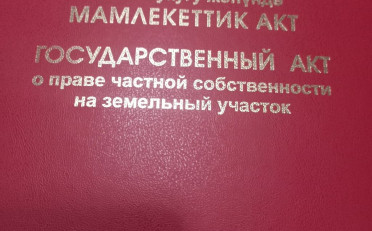 МАМЛЕКЕТТИК АКТ
ГОСУДАРСТВЕННЫЙ АКТ
о праве частной собственности
на земельный участок